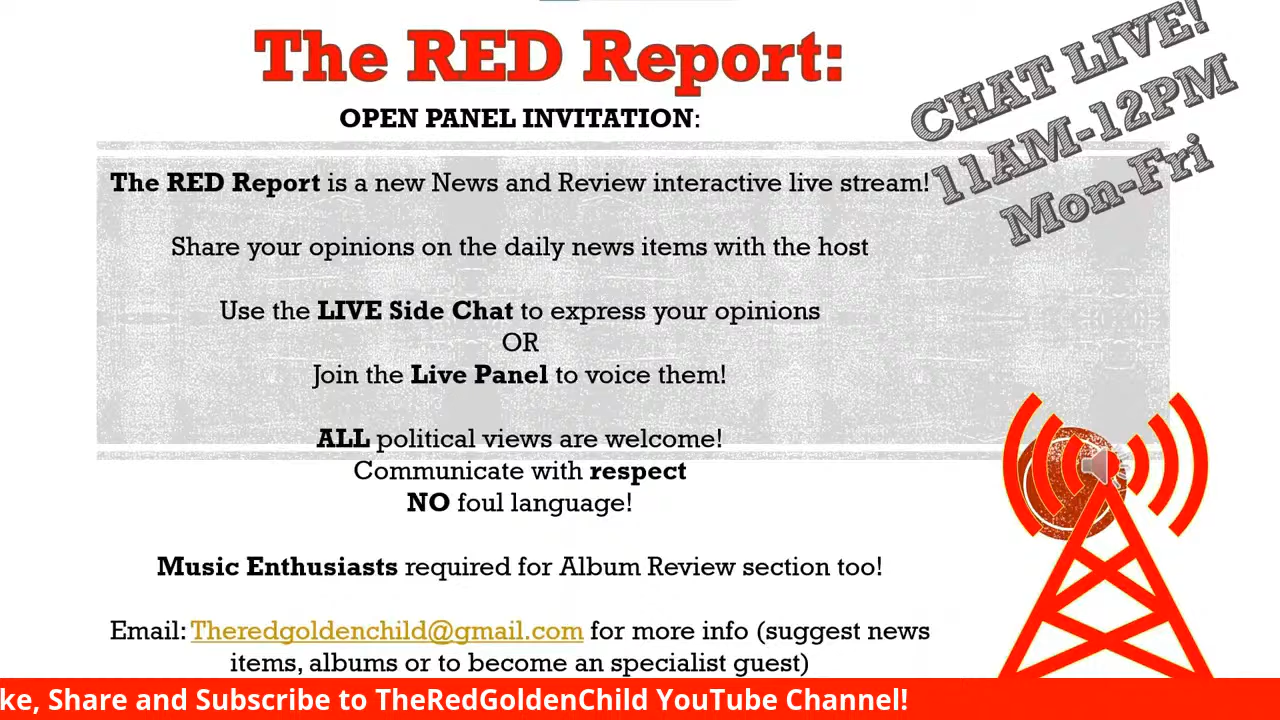 The RED Report:
CHAT LIVE!
11AM-12PM
Mon-Fri
OPEN PANEL INVITATION:
The RED Report is a new News and Review interactive live stream!
Share your opinions on the daily news items with the host
Use the LIVE Side Chat to express your opinions
OR
Join the Live Panel to voice them!
ALL political views are welcome!
Communicate with respect
NO foul language!
Music Enthusiasts required for Album Review section too!
Email: Theredgoldenchild@gmail.com for more info (suggest news
items, albums or to become an specialist guest)
ke, Share and Subscribe to TheRedGoldenChild YouTube Channel!